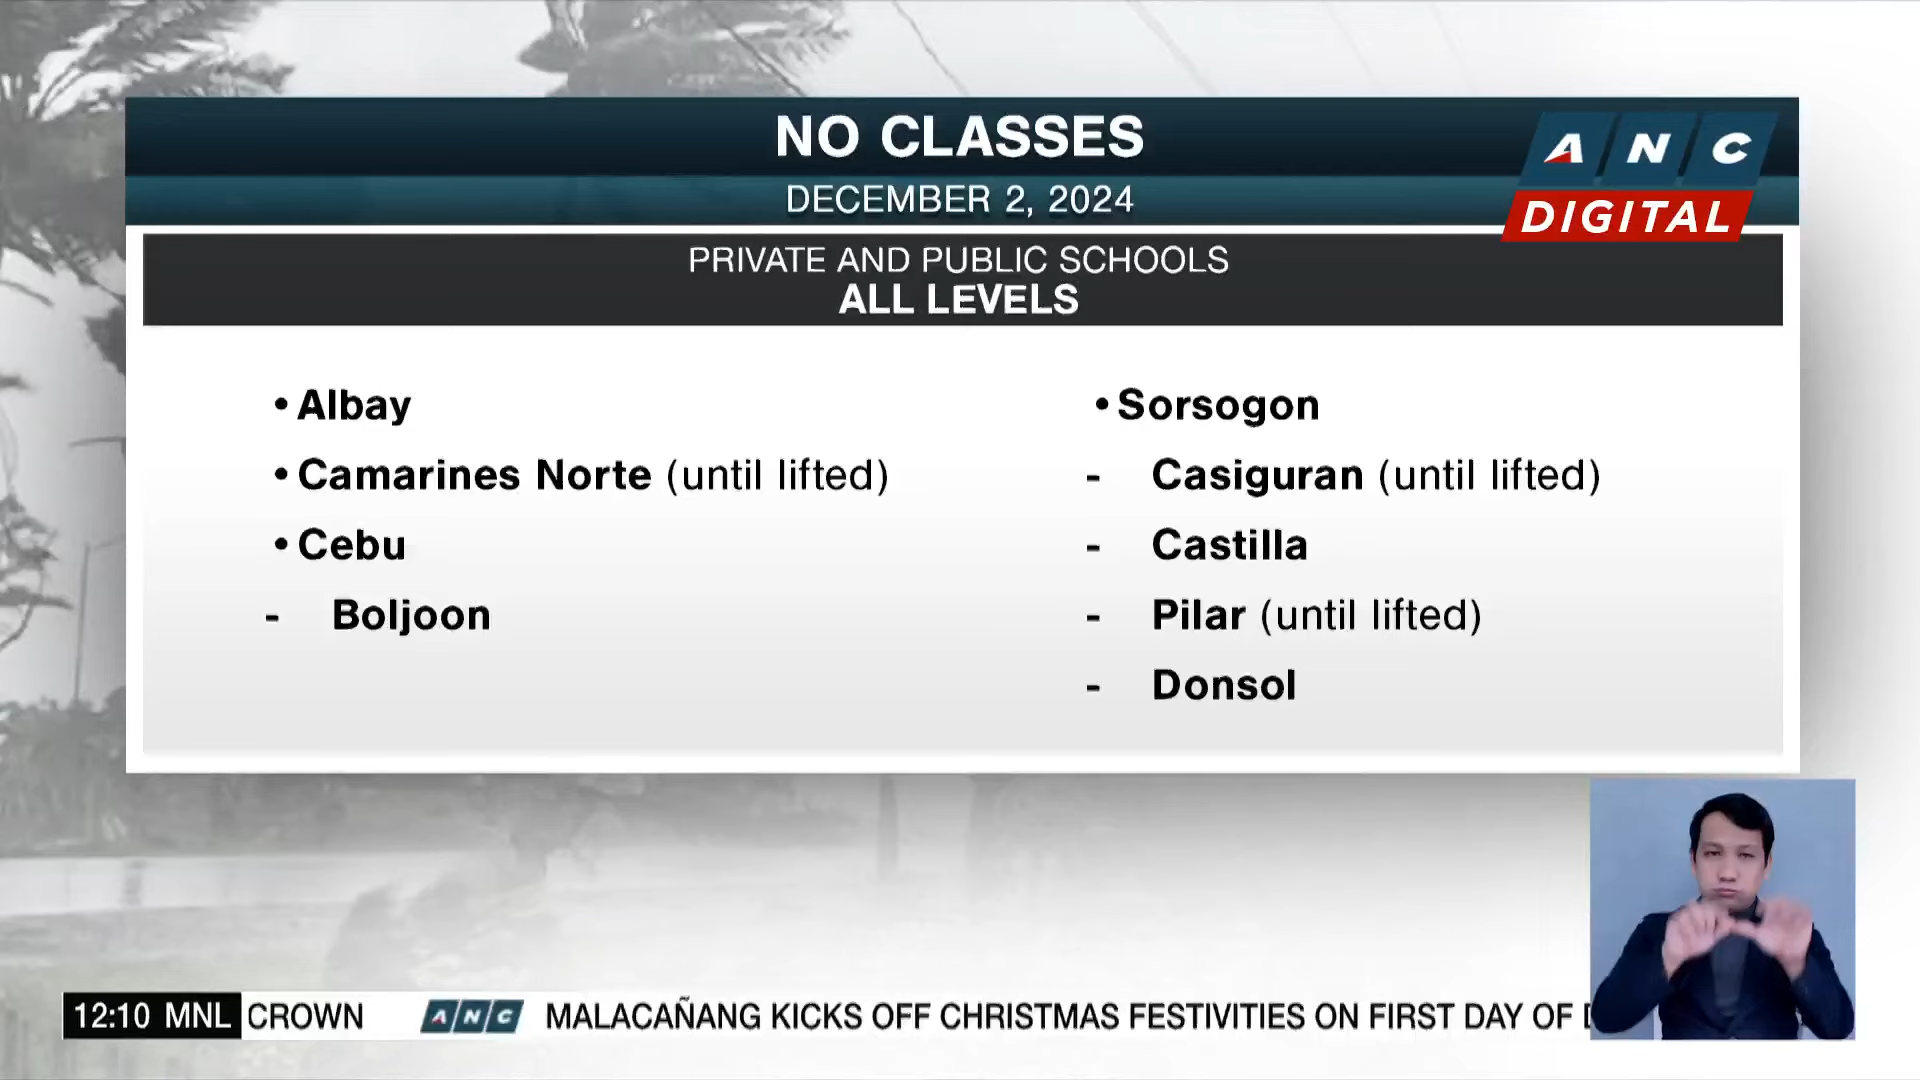 NO CLASSES
DECEMBER 2, 2024
ANC
DIGITAL
PRIVATE AND PUBLIC SCHOOLS
ALL LEVELS
• Albay
• Camarines Norte (until lifted)
• Cebu
- Boljoon
• Sorsogon
- Casiguran (until lifted)
- Castilla
- Pilar (until lifted)
- Donsol
12:10 MNL CROWN ANC MALACAÑANG KICKS OFF CHRISTMAS FESTIVITIES ON FIRST DAY OF